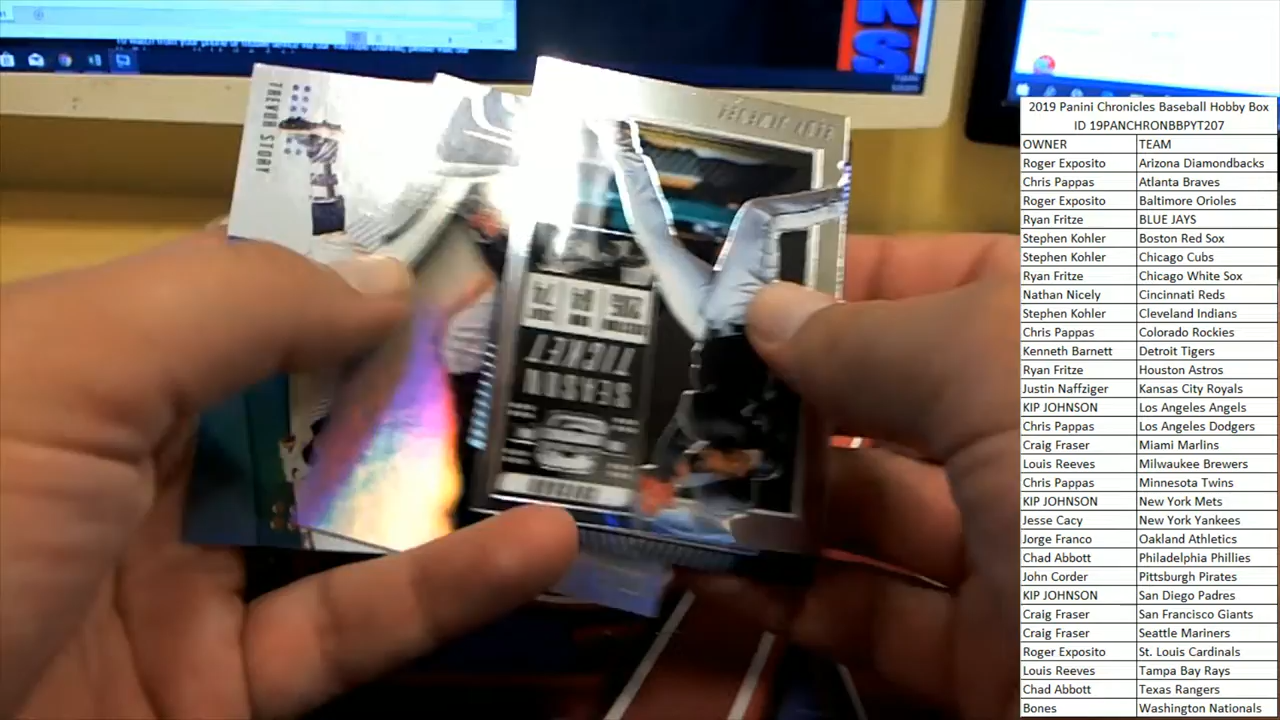 TREVOR STORY
SEASON
TICKET
KS
2019 Panini Chronicles Baseball Hobby Box
ID 19PANCHRONBBPYT207
OWNER TEAM
Roger Exposito Arizona Diamondbacks
Chris Pappas Atlanta Braves
Roger Exposito Baltimore Orioles
Ryan Fritze BLUE JAYS
Stephen Kohler Boston Red Sox
Stephen Kohler Chicago Cubs
Ryan Fritze Chicago White Sox
Nathan Nicely Cincinnati Reds
Stephen Kohler Cleveland Indians
Chris Pappas Colorado Rockies
Kenneth Barnett Detroit Tigers
Ryan Fritze Houston Astros
Justin Naffziger Kansas City Royals
KIP JOHNSON Los Angeles Angels
Chris Pappas Los Angeles Dodgers
Craig Fraser Miami Marlins
Louis Reeves Milwaukee Brewers
Chris Pappas Minnesota Twins
KIP JOHNSON New York Mets
Jesse Cacy New York Yankees
Jorge Franco Oakland Athletics
Chad Abbott Philadelphia Phillies
John Corder Pittsburgh Pirates
KIP JOHNSON San Diego Padres
Craig Fraser San Francisco Giants
Craig Fraser Seattle Mariners
Roger Exposito St. Louis Cardinals
Louis Reeves Tampa Bay Rays
Chad Abbott Texas Rangers
Bones Washington Nationals